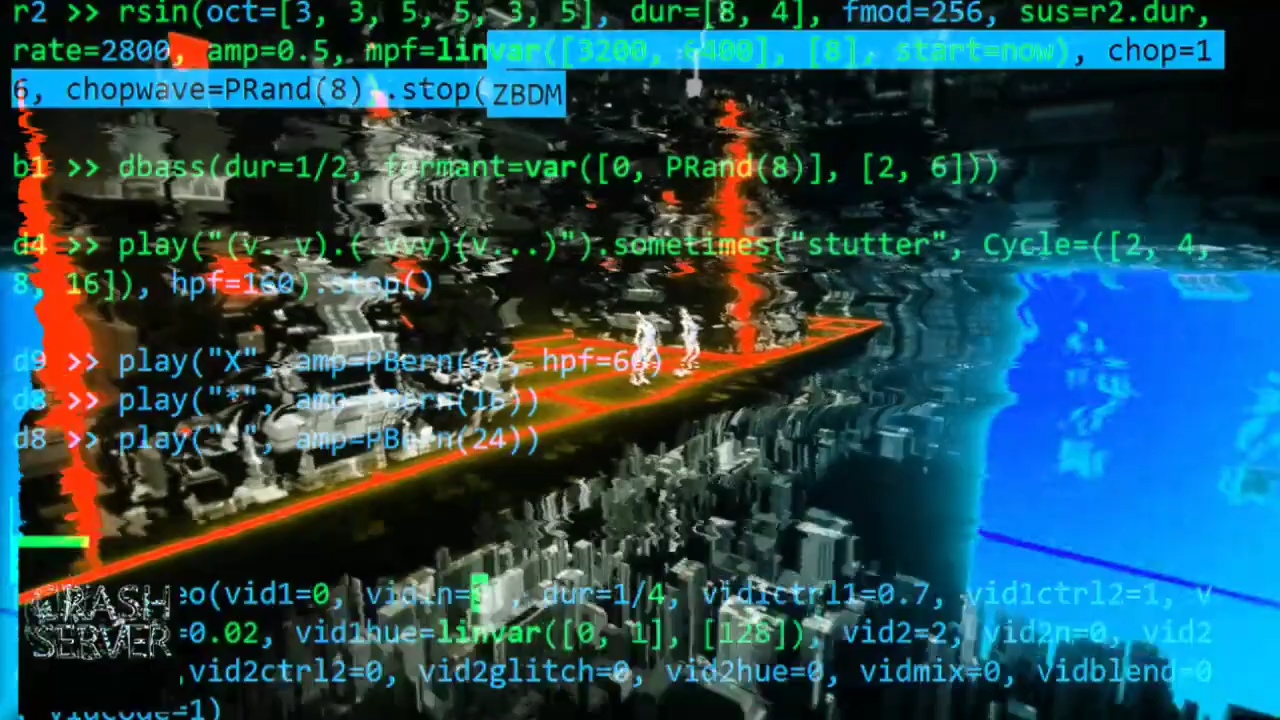 r2 >> rsin(oct=[3, 3, 5, 5, 3, 5], dur=[8, 4], fmod=256, sus=r2.dur,
rate=2800, amp=0.5, mpf=linvar([3200, 6400], [8], start=now), chop=1
6, chopwave=PRand(8) .stop(
ZBDM
b1 >> dbass(dur=1/2, formant=var([0, PRand(8)], [2, 6]))
d4 >> play("(v..v).(.vvv)(v...)").sometimes("stutter", Cycle=([2, 4,
8, 16]), hpf=160).stop()
d9 >> play("X", amp=PBern(6), hpf=60)
d8 >> play("*", amp=PBern(16))
d8 >> play(" ", amp=PBern(24))
eo(vid1=0, vid1n= , dur=1/4, vid1ctrl1=0.7, vid1ctrl2=1, v
=0.02, vid1hue=linvar([0, 1], [128]), vid2=2, vid2n=0, vid2
,vid2ctrl2=0, vid2glitch=0, vid2hue=0, vidmix=0, vidblend=0
, vidcode=1)
CRASH
SERVER